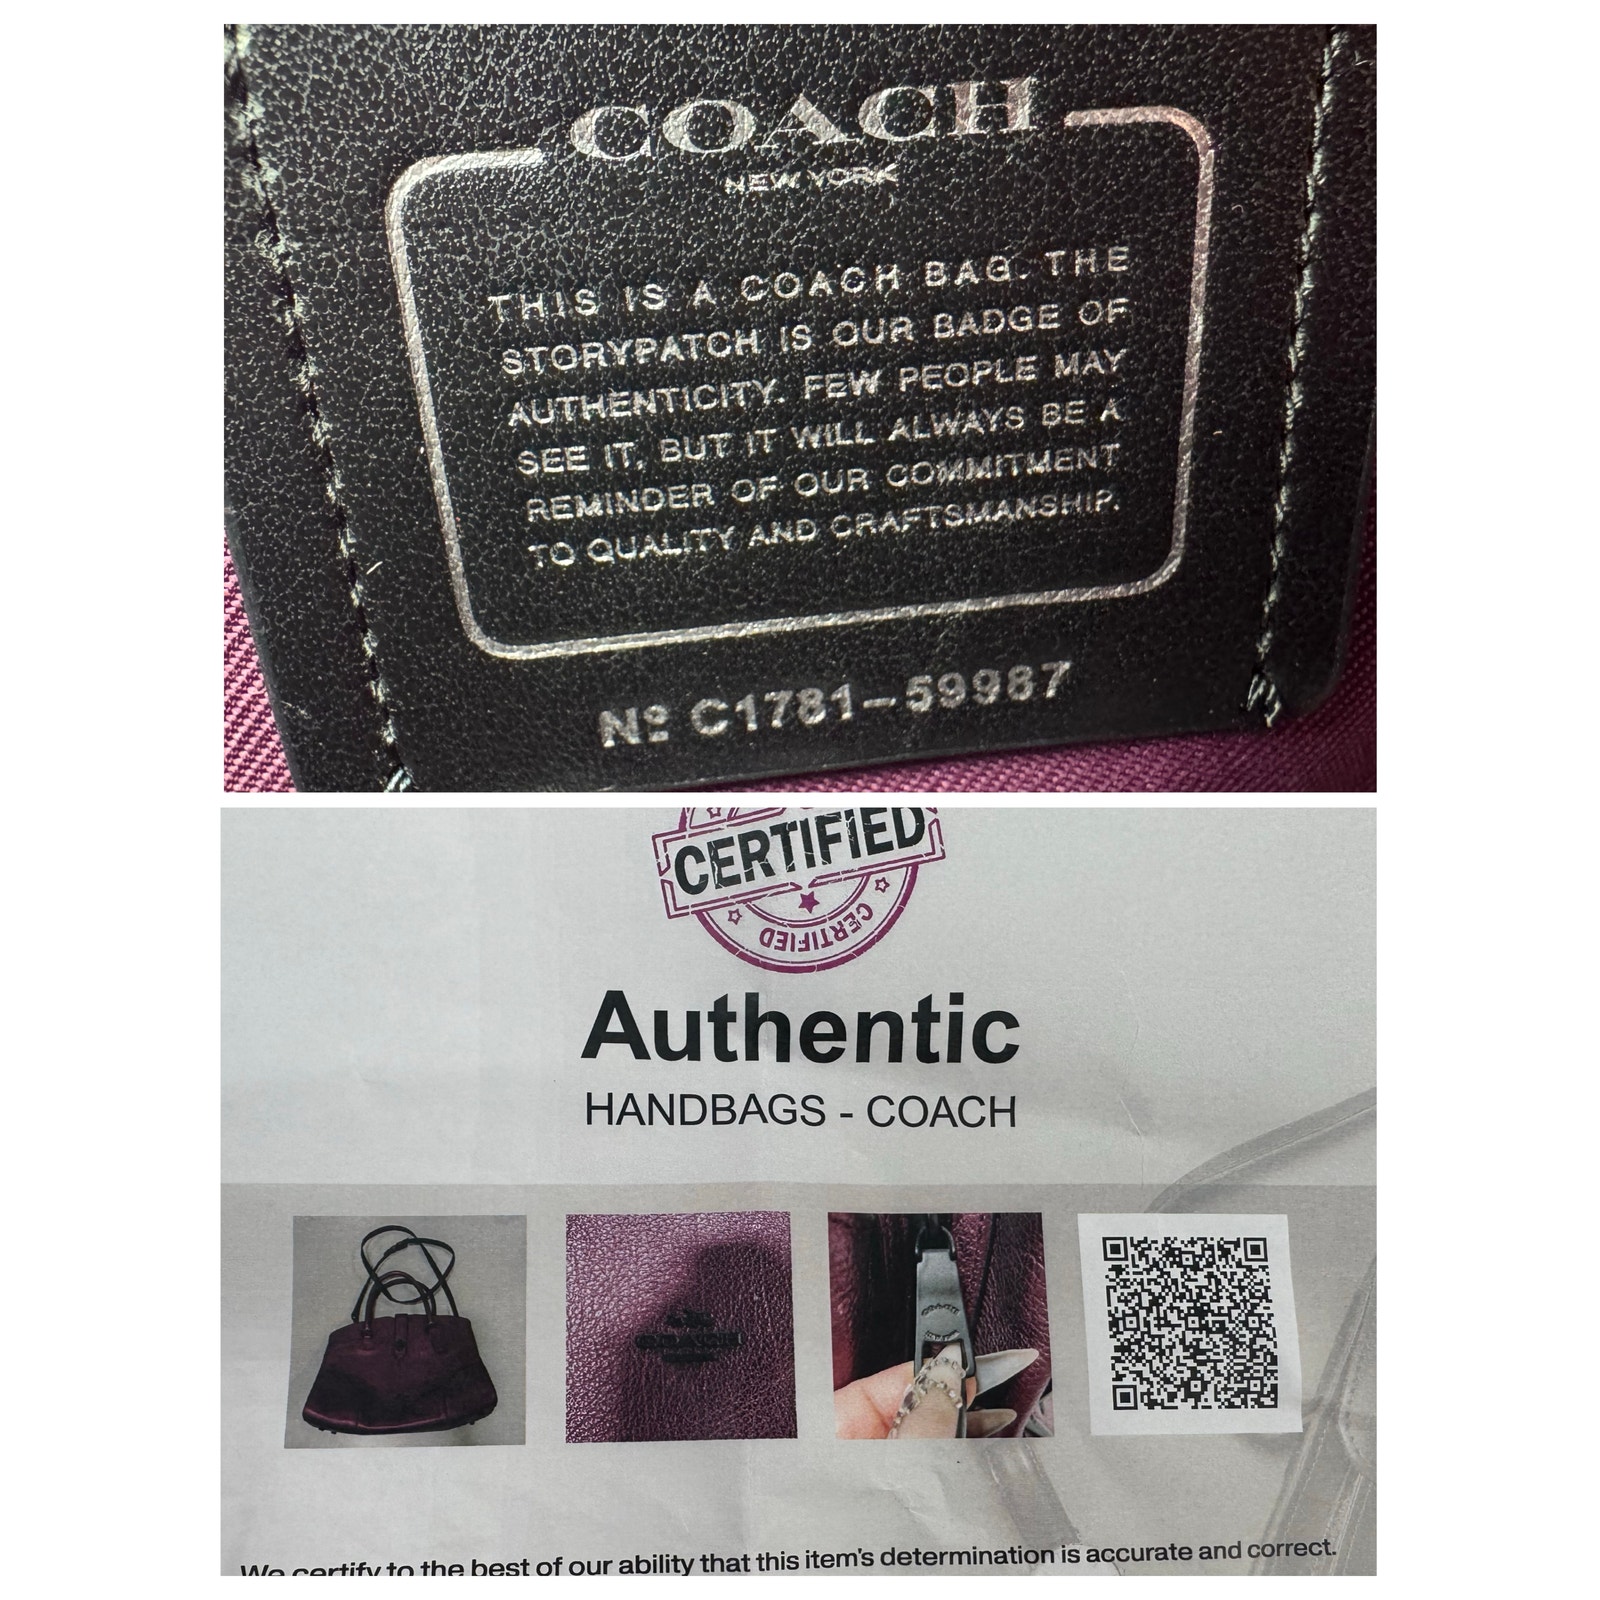 COACH
NEW YORK
THIS IS A COACH BAG. THE
STORYPATCH IS OUR BADGE OF
AUTHENTICITY. FEW PEOPLE MAY
SEE IT, BUT IT WILL ALWAYS BE A
REMINDER OF OUR COMMITMENT
TO QUALITY AND CRAFTSMANSHIP.
Nº C1781-59987
CERTIFIED
CERTIFIED
Authentic
HANDBAGS - COACH
COACH
We certify to the best of our ability that this item's determination is accurate and correct.